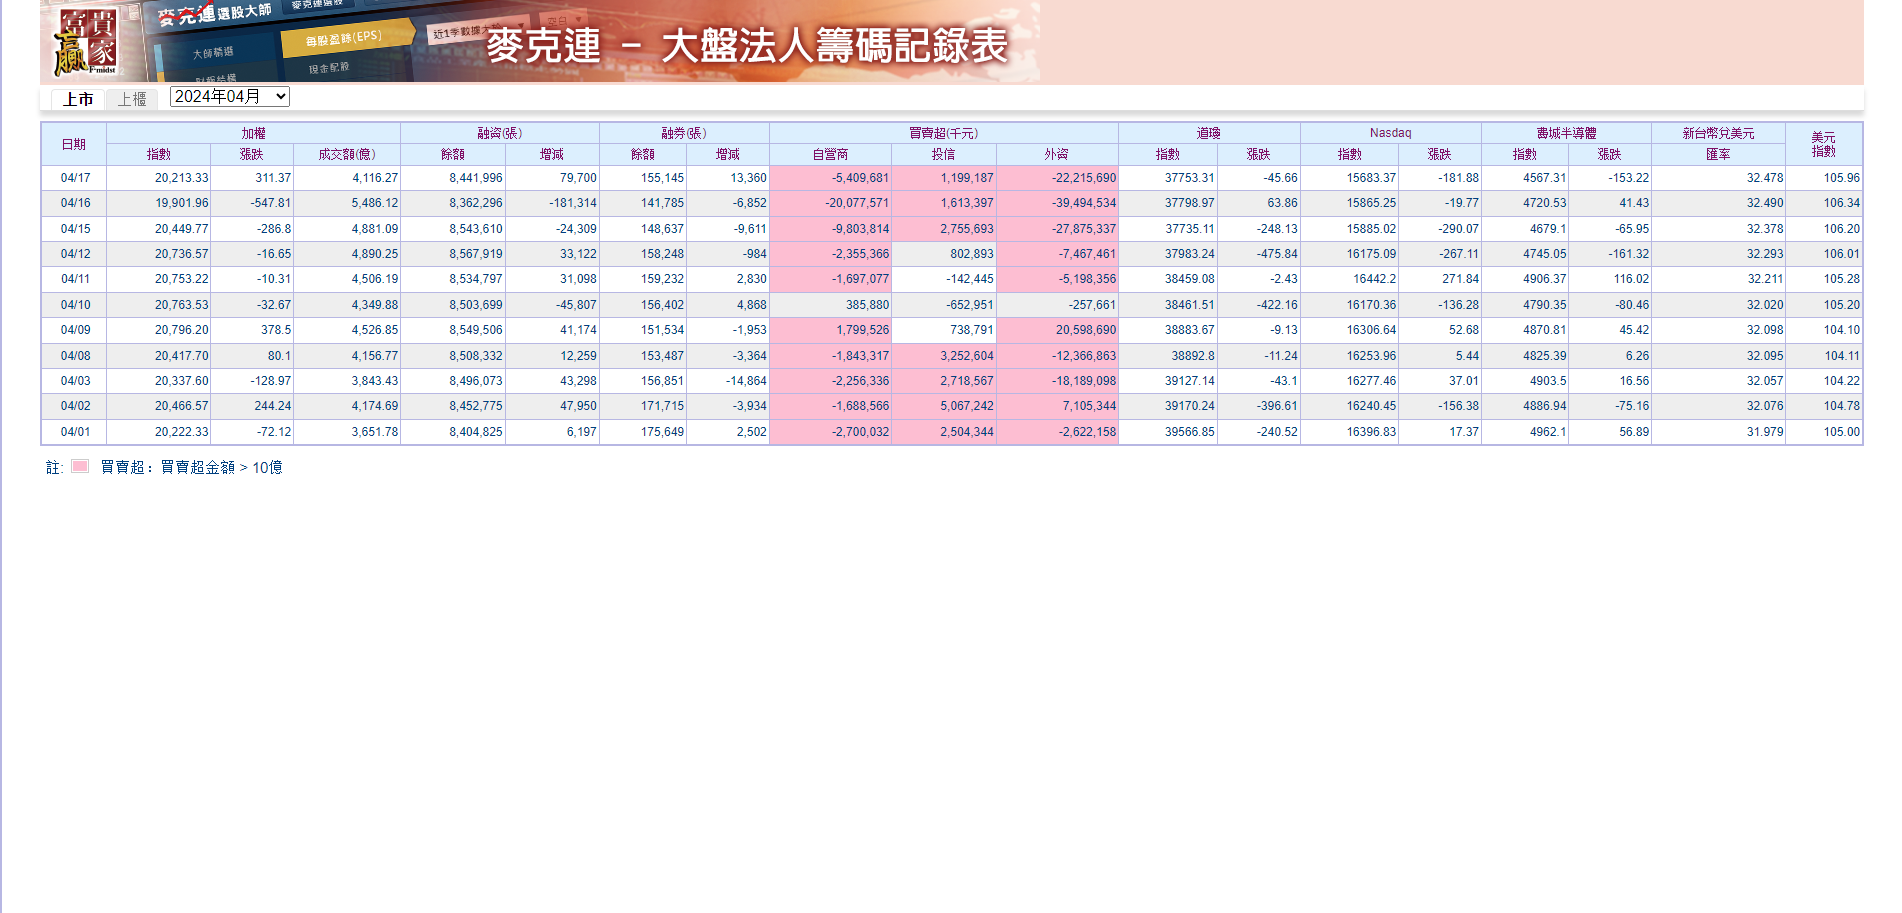 富貴
贏家
F-midst
麥克連選股大師
麥克連選股
大師精選
每股盈餘(EPS)
近1季數據大於
空白
財報結構
現金配股
麥克連 – 大盤法人籌碼記錄表
上市 上櫃 2024年04月
日期 加權 融資(張) 融券(張) 買賣超(千元) 道瓊 Nasdaq 費城半導體 新台幣兌美元 美元指數
指數 漲跌 成交額(億) 餘額 增減 餘額 增減 自營商 投信 外資 指數 漲跌 指數 漲跌 指數 漲跌 匯率
04/17 20,213.33 311.37 4,116.27 8,441,996 79,700 155,145 13,360 -5,409,681 1,199,187 -22,215,690 37753.31 -45.66 15683.37 -181.88 4567.31 -153.22 32.478 105.96
04/16 19,901.96 -547.81 5,486.12 8,362,296 -181,314 141,785 -6,852 -20,077,571 1,613,397 -39,494,534 37798.97 63.86 15865.25 -19.77 4720.53 41.43 32.490 106.34
04/15 20,449.77 -286.8 4,881.09 8,543,610 -24,309 148,637 -9,611 -9,803,814 2,755,693 -27,875,337 37735.11 -248.13 15885.02 -290.07 4679.1 -65.95 32.378 106.20
04/12 20,736.57 -16.65 4,890.25 8,567,919 33,122 158,248 -984 -2,355,366 802,893 -7,467,461 37983.24 -475.84 16175.09 -267.11 4745.05 -161.32 32.293 106.01
04/11 20,753.22 -10.31 4,506.19 8,534,797 31,098 159,232 2,830 -1,697,077 -142,445 -5,198,356 38459.08 -2.43 16442.2 271.84 4906.37 116.02 32.211 105.28
04/10 20,763.53 -32.67 4,349.88 8,503,699 -45,807 156,402 4,868 385,880 -652,951 -257,661 38461.51 -422.16 16170.36 -136.28 4790.35 -80.46 32.020 105.20
04/09 20,796.20 378.5 4,526.85 8,549,506 41,174 151,534 -1,953 1,799,526 738,791 20,598,690 38883.67 -9.13 16306.64 52.68 4870.81 45.42 32.098 104.10
04/08 20,417.70 80.1 4,156.77 8,508,332 12,259 153,487 -3,364 -1,843,317 3,252,604 -12,366,863 38892.8 -11.24 16253.96 5.44 4825.39 6.26 32.095 104.11
04/03 20,337.60 -128.97 3,843.43 8,496,073 43,298 156,851 -14,864 -2,256,336 2,718,567 -18,189,098 39127.14 -43.1 16277.46 37.01 4903.5 16.56 32.057 104.22
04/02 20,466.57 244.24 4,174.69 8,452,775 47,950 171,715 -3,934 -1,688,566 5,067,242 7,105,344 39170.24 -396.61 16240.45 -156.38 4886.94 -75.16 32.076 104.78
04/01 20,222.33 -72.12 3,651.78 8,404,825 6,197 175,649 2,502 -2,700,032 2,504,344 -2,622,158 39566.85 -240.52 16396.83 17.37 4962.1 56.89 31.979 105.00
註: 買賣超：買賣超金額 > 10億